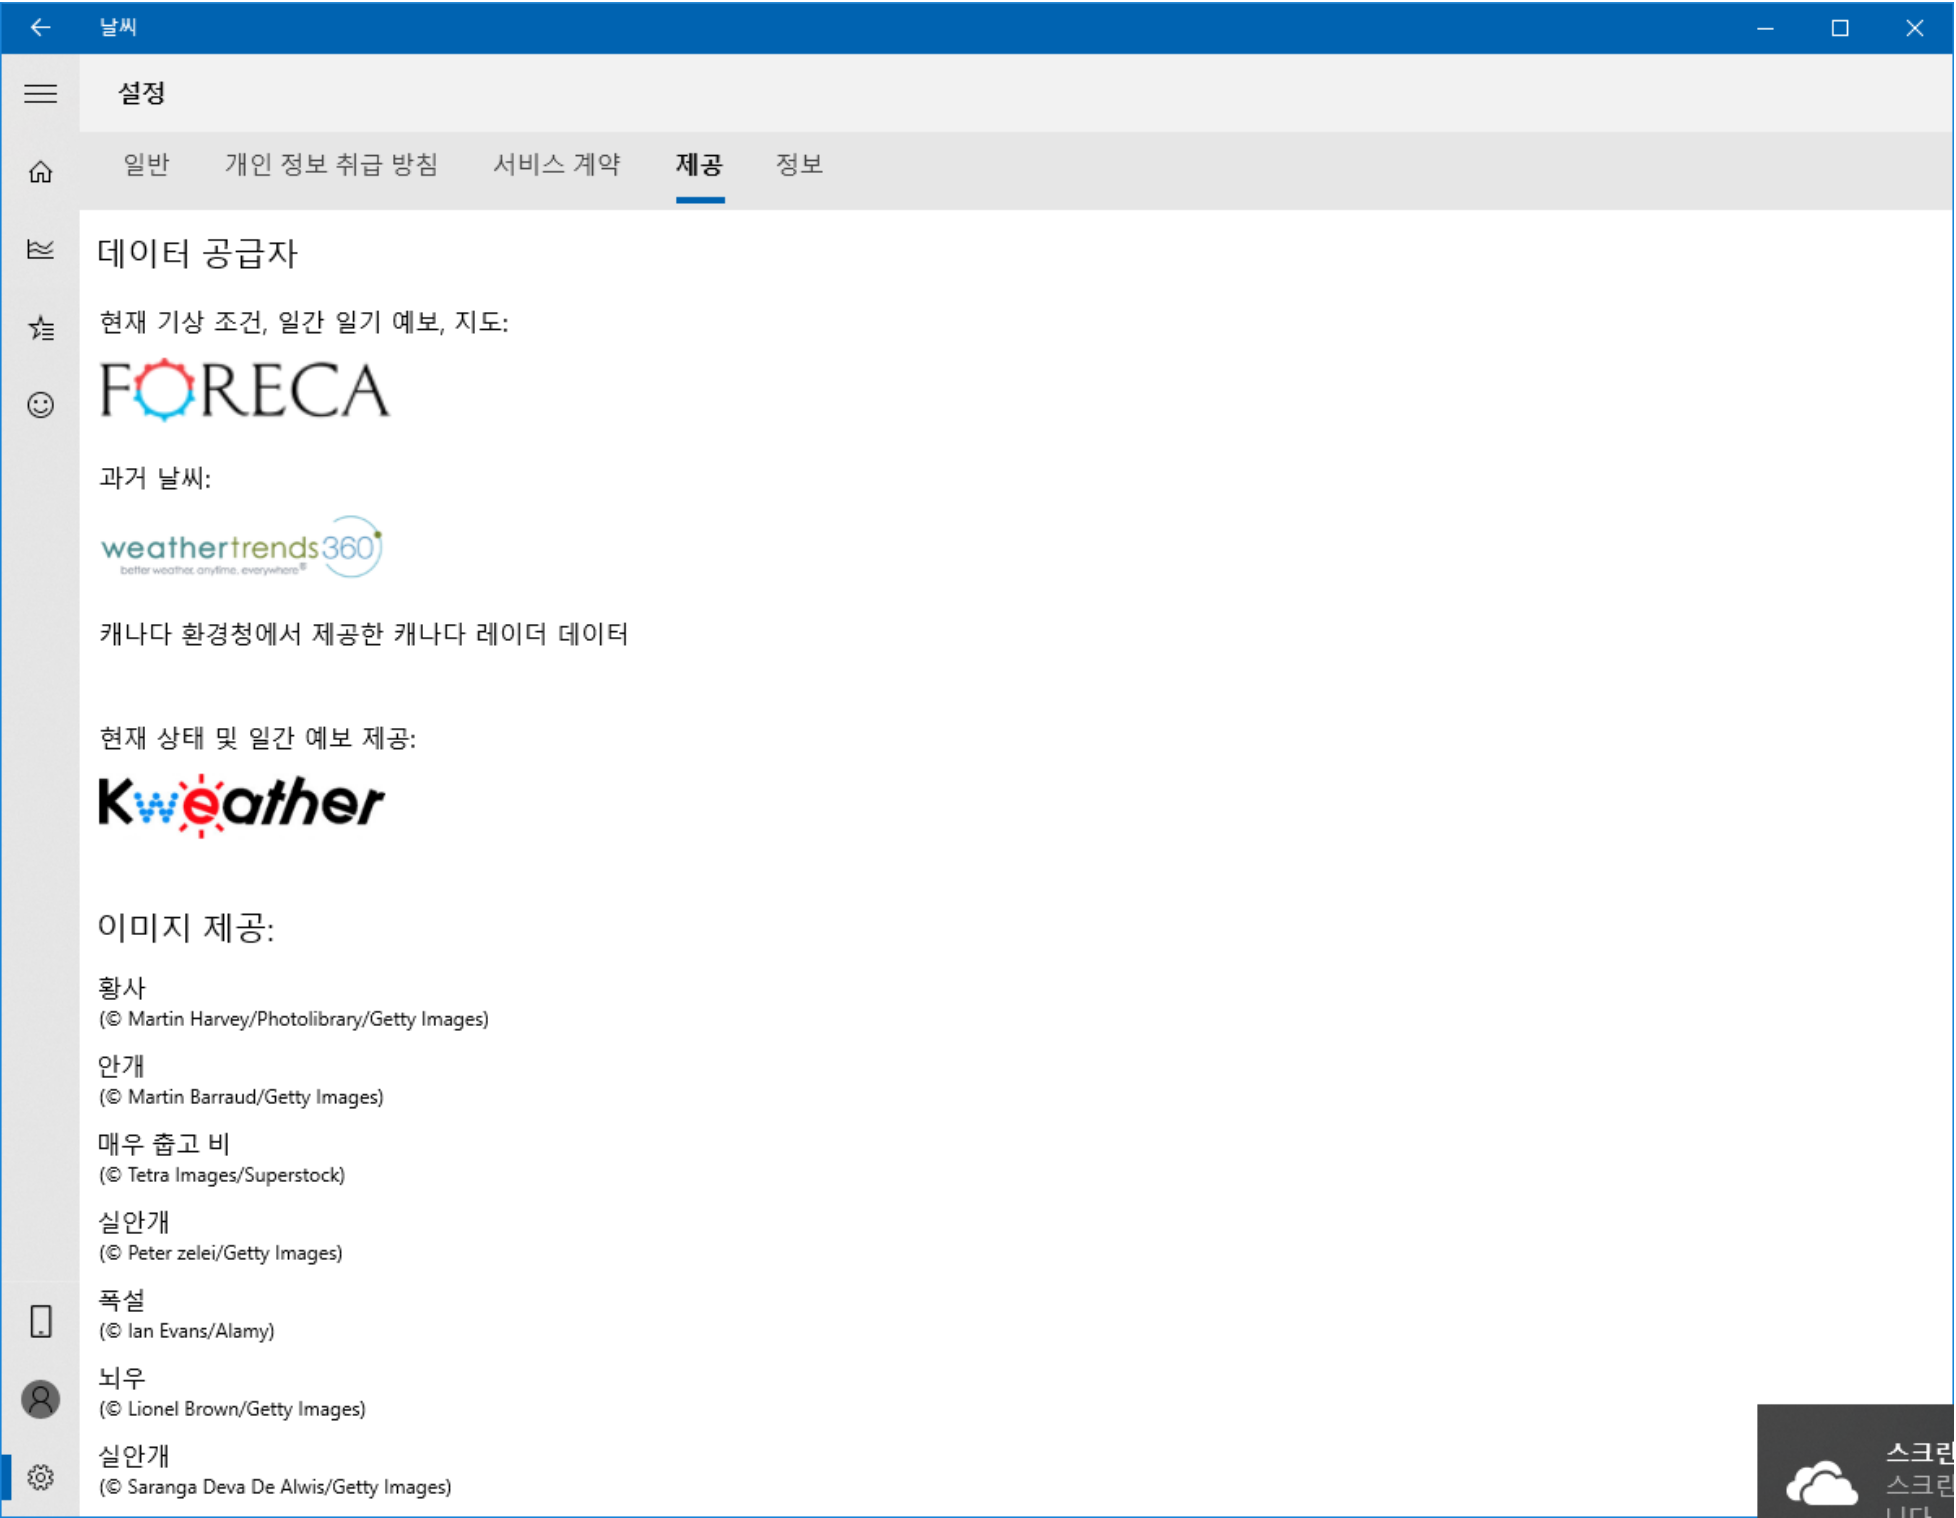 날씨
설정
일반 개인 정보 취급 방침 서비스 계약 제공 정보
데이터 공급자
현재 기상 조건, 일간 일기 예보, 지도:
FORECA
과거 날씨:
weathertrends360
better weather, anytime, everywhere®
캐나다 환경청에서 제공한 캐나다 레이더 데이터
현재 상태 및 일간 예보 제공:
Kweather
이미지 제공:
황사
(© Martin Harvey/Photolibrary/Getty Images)
안개
(© Martin Barraud/Getty Images)
매우 춥고 비
(© Tetra Images/Superstock)
실안개
(© Peter zelei/Getty Images)
폭설
(© Ian Evans/Alamy)
뇌우
(© Lionel Brown/Getty Images)
실안개
(© Saranga Deva De Alwis/Getty Images)
스크린
스크린
니다